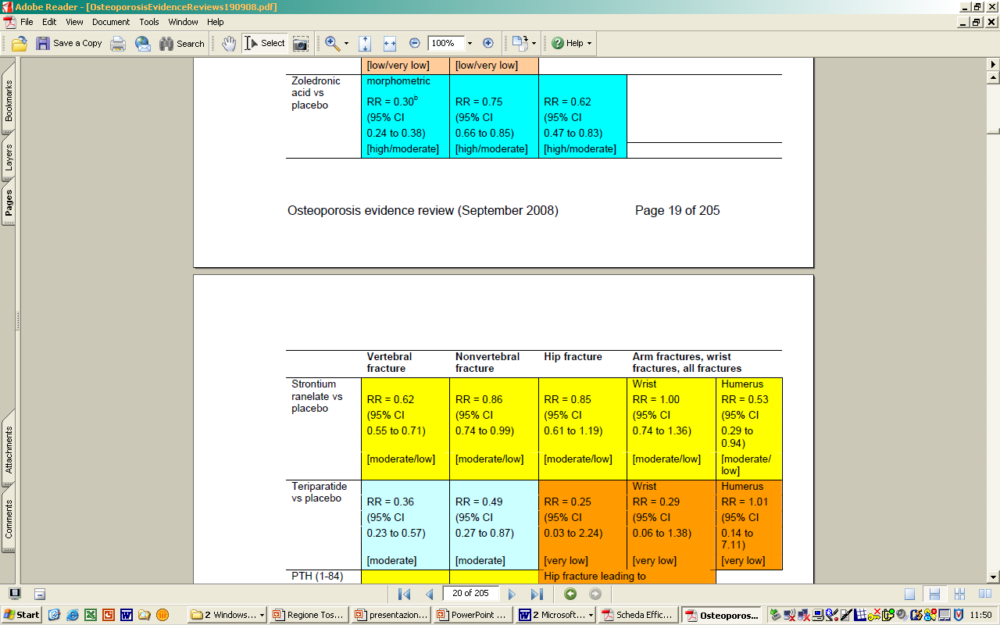 Adobe Reader - [OsteoporosisEvidenceReviews190908.pdf]
File Edit View Document Tools Window Help
Save a Copy Search Select 100% Help
Bookmarks
Layers
Pages
Attachments
Comments
[low/very low] [low/very low]
Zoledronic acid vs placebo
morphometric
RR = 0.30b
(95% CI
0.24 to 0.38)
[high/moderate]
RR = 0.75
(95% CI
0.66 to 0.85)
[high/moderate]
RR = 0.62
(95% CI
0.47 to 0.83)
[high/moderate]
Osteoporosis evidence review (September 2008) Page 19 of 205
Vertebral fracture
Nonvertebral fracture
Hip fracture
Arm fractures, wrist fractures, all fractures
Strontium ranelate vs placebo
RR = 0.62
(95% CI
0.55 to 0.71)
[moderate/low]
RR = 0.86
(95% CI
0.74 to 0.99)
[moderate/low]
RR = 0.85
(95% CI
0.61 to 1.19)
[moderate/low]
Wrist
RR = 1.00
(95% CI
0.74 to 1.36)
[moderate/low]
Humerus
RR = 0.53
(95% CI
0.29 to
0.94)
[moderate/
low]
Teriparatide vs placebo
RR = 0.36
(95% CI
0.23 to 0.57)
[moderate]
RR = 0.49
(95% CI
0.27 to 0.87)
[moderate]
RR = 0.25
(95% CI
0.03 to 2.24)
[very low]
Wrist
RR = 0.29
(95% CI
0.06 to 1.38)
[very low]
Humerus
RR = 1.01
(95% CI
0.14 to
7.11)
[very low]
PTH (1-84)
Hip fracture leading to
20 of 205
Start 2 Windows... Regione Tos... presentazion... PowerPoint ... 2 Microsoft... Scheda Effic... Osteoporos... 11:50